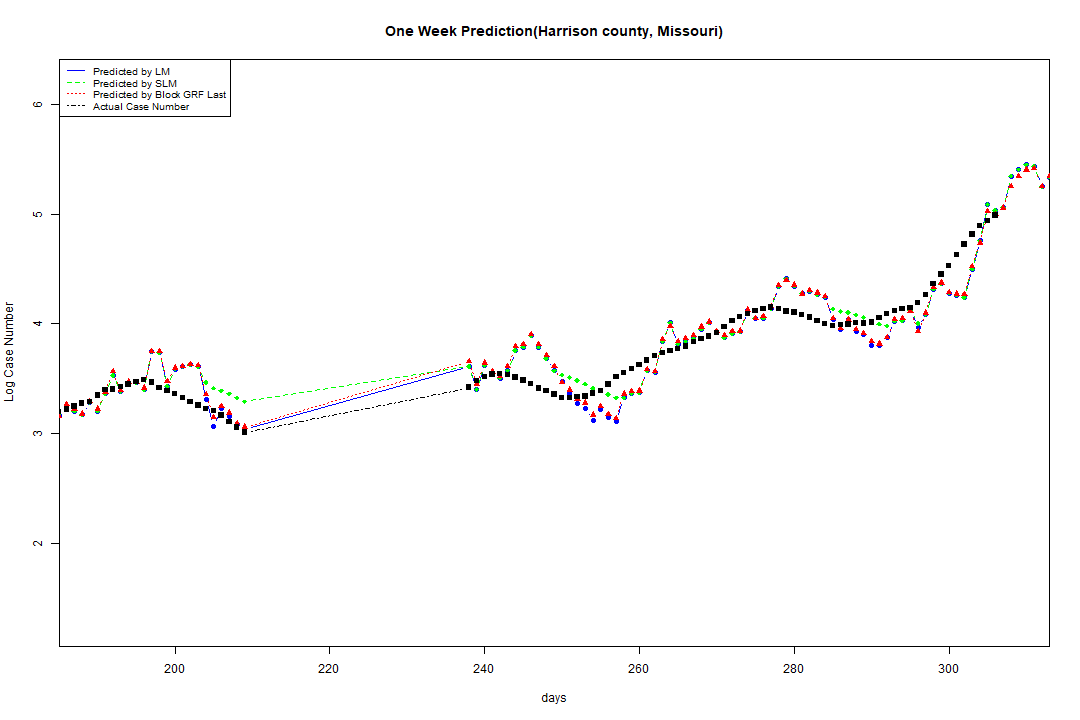 One Week Prediction(Harrison county, Missouri)
Predicted by LM
Predicted by SLM
Predicted by Block GRF Last
Actual Case Number
6
5
4
3
2
Log Case Number
200
220
240
260
280
300
days